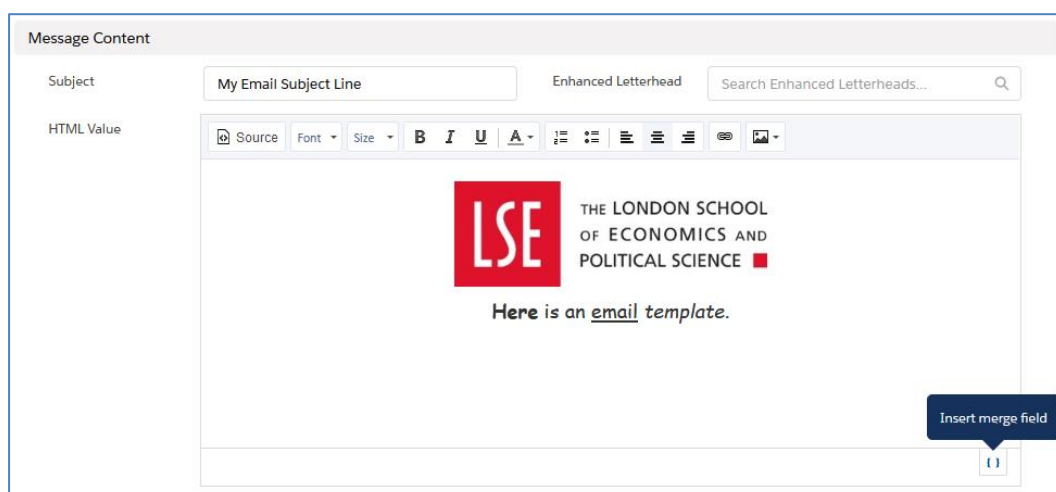 Message Content
Subject
My Email Subject Line
Enhanced Letterhead
Search Enhanced Letterheads...
HTML Value
Source Font Size B I U A
LSE
THE LONDON SCHOOL
OF ECONOMICS AND
POLITICAL SCIENCE
Here is an email template.
Insert merge field
{ }